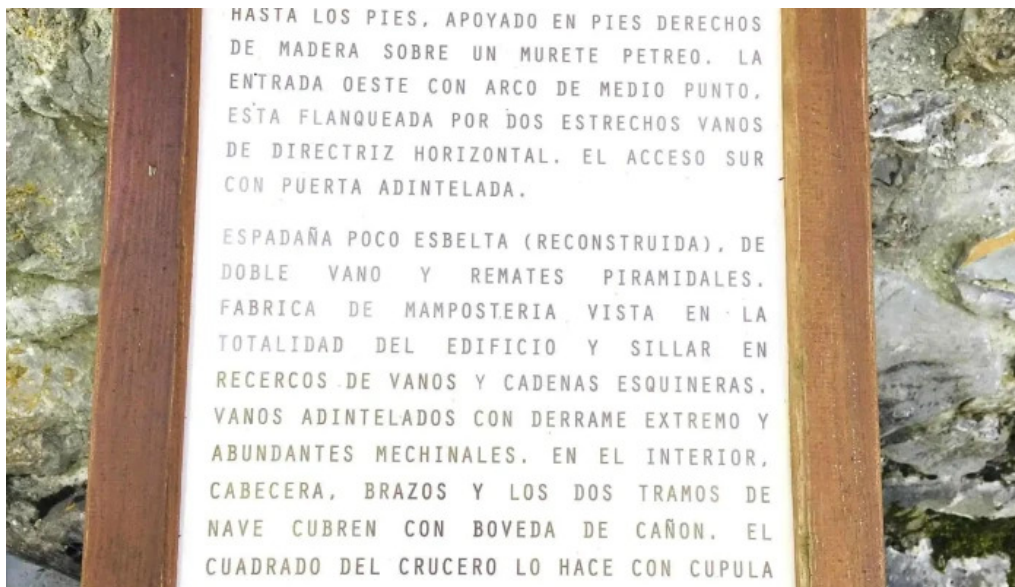 HASTA LOS PIES, APOYADO EN PIES DERECHOS
DE MADERA SOBRE UN MURETE PETREO. LA
ENTRADA OESTE CON ARCO DE MEDIO PUNTO,
ESTA FLANQUEADA POR DOS ESTRECHOS VANOS
DE DIRECTRIZ HORIZONTAL. EL ACCESO SUR
CON PUERTA ADINTELADA.
ESPADAÑA POCO ESBELTA (RECONSTRUIDA), DE
DOBLE VANO Y REMATES PIRAMIDALES.
FABRICA DE MAMPOSTERIA VISTA EN LA
TOTALIDAD DEL EDIFICIO Y SILLAR EN
RECERCOS DE VANOS Y CADENAS ESQUINERAS.
VANOS ADINTELADOS CON DERRAME EXTREMO Y
ABUNDANTES MECHINALES. EN EL INTERIOR,
CABECERA, BRAZOS Y LOS DOS TRAMOS DE
NAVE CUBREN CON BOVEDA DE CAÑON. EL
CUADRADO DEL CRUCERO LO HACE CON CUPULA